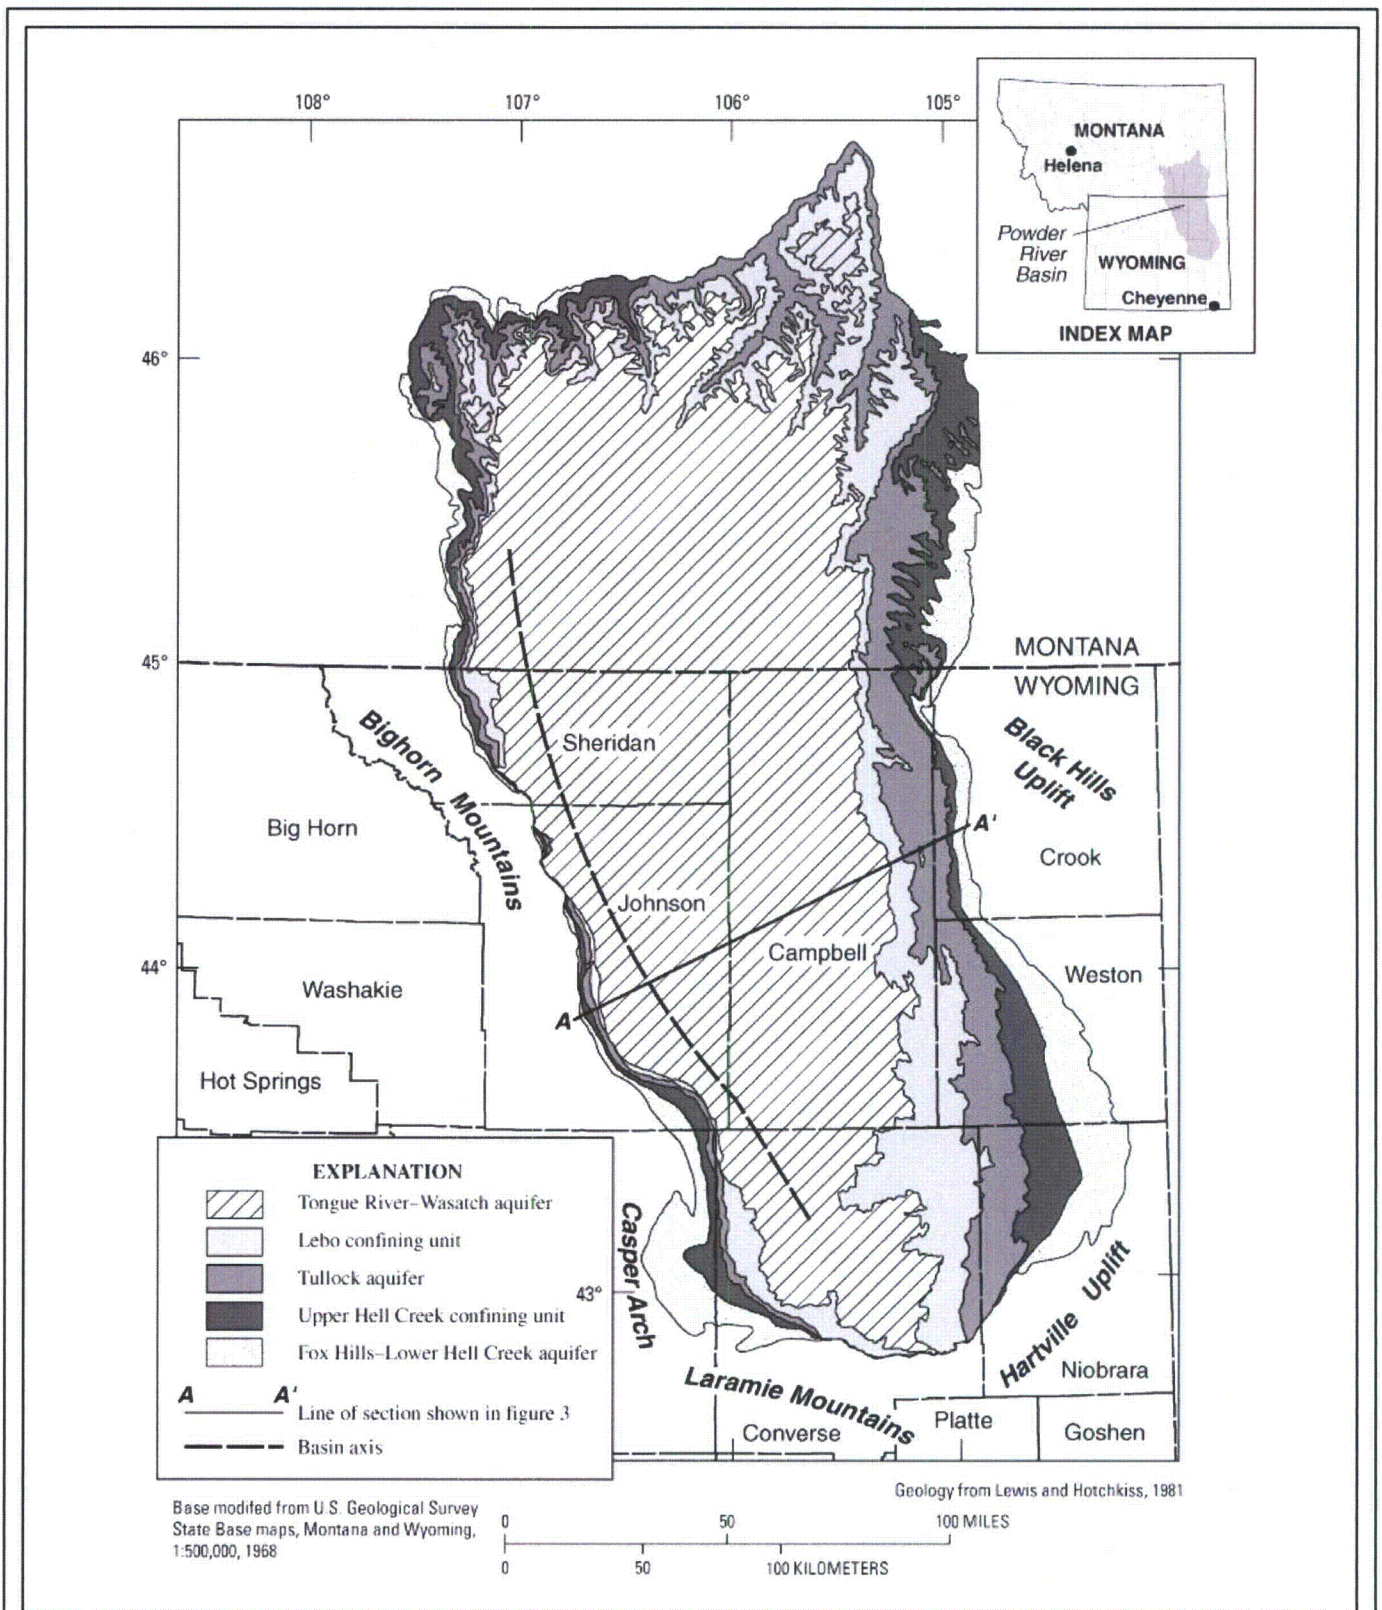 108°
107°
106°
105°
MONTANA
Helena
Powder
River
Basin
WYOMING
Cheyenne
INDEX MAP
46°
45°
MONTANA
WYOMING
Bighorn Mountains
Sheridan
Black Hills
Uplift
Big Horn
A'
Crook
Johnson
Campbell
44°
Washakie
Weston
A
Hot Springs
EXPLANATION
Tongue River–Wasatch aquifer
Lebo confining unit
Tullock aquifer
Upper Hell Creek confining unit
Fox Hills–Lower Hell Creek aquifer
A A'
Line of section shown in figure 3
Basin axis
43°
Casper Arch
Hartville Uplift
Laramie Mountains
Niobrara
Converse
Platte
Goshen
Geology from Lewis and Hotchkiss, 1981
Base modifed from U.S. Geological Survey
State Base maps, Montana and Wyoming,
1:500,000, 1968
0 50 100 MILES
0 50 100 KILOMETERS